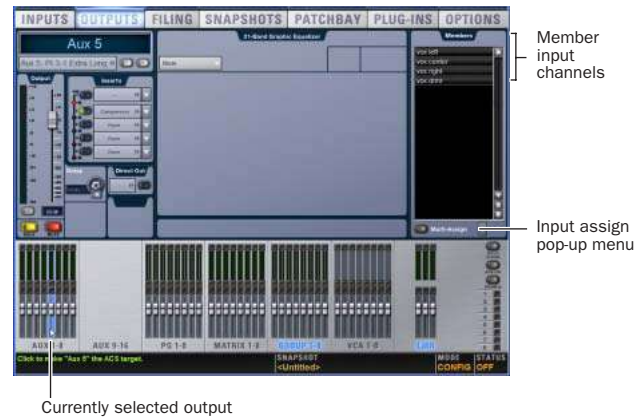 INPUTS OUTPUTS FILING SNAPSHOTS PATCHBAY PLUG-INS OPTIONS
Aux 5
31-Band Graphic Equalizer
Members
Output
Inserts
None
vox left
vox center
vox right
Direct Out
Multi-Assign
Member
input
channels
Input assign
pop-up menu
AUX 9-16 PG 1-8 MATRIX 1-8 GROUP 1-8 VCA 1-8
Click to make "Aux 5" the ACS target.
SNAPSHOT
<Untitled>
MODE STATUS
CONFIG OFF
Currently selected output